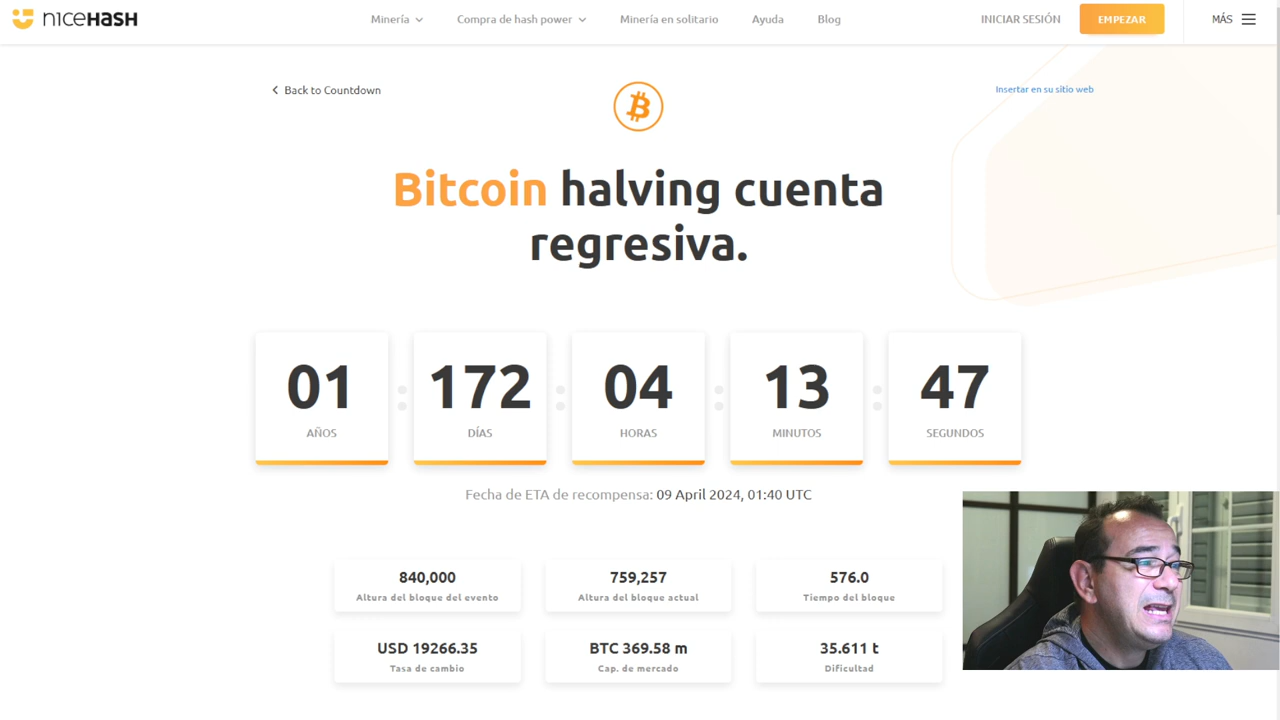 niceHASH
Minería Compra de hash power Minería en solitario Ayuda Blog INICIAR SESIÓN EMPEZAR MÁS
Back to Countdown
Insertar en su sitio web
Bitcoin halving cuenta
regresiva.
01 172 04 13 47
AÑOS DÍAS HORAS MINUTOS SEGUNDOS
Fecha de ETA de recompensa: 09 April 2024, 01:40 UTC
840,000 759,257 576.0
Altura del bloque del evento Altura del bloque actual Tiempo del bloque
USD 19266.35 BTC 369.58 m 35.611 t
Tasa de cambio Cap. de mercado Dificultad